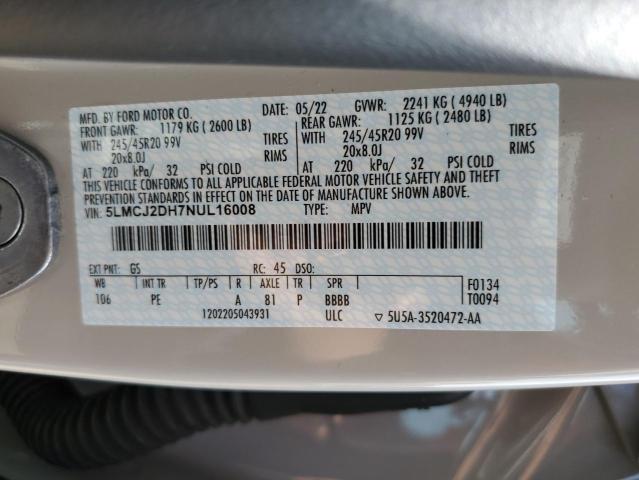 MFD. BY FORD MOTOR CO. DATE: 05/22 GVWR: 2241 KG ( 4940 LB)
FRONT GAWR: 1179 KG ( 2600 LB) REAR GAWR: 1125 KG ( 2480 LB)
WITH 245/45R20 99V TIRES WITH 245/45R20 99V TIRES
20x8.0J RIMS 20x8.0J RIMS
AT 220 kPa/ 32 PSI COLD AT 220 kPa/ 32 PSI COLD
THIS VEHICLE CONFORMS TO ALL APPLICABLE FEDERAL MOTOR VEHICLE SAFETY AND THEFT PREVENTION
STANDARDS IN EFFECT ON THE DATE OF MANUFACTURE SHOWN ABOVE.
VIN: 5LMCJ2DH7NUL16008 TYPE: MPV
EXT PNT: GS RC: 45 DSO:
WB INT TR TP/PS R AXLE TR SPR F0134
106 PE A 81 P BBBB T0094
1202205043931 ULC ▽ 5U5A-3520472-AA